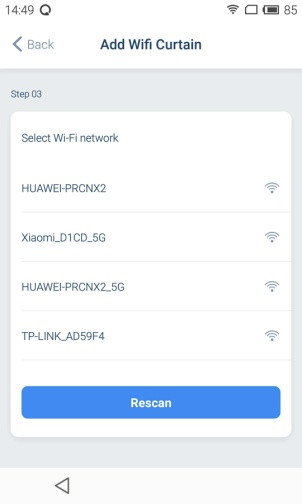 14:49 85
Back Add Wifi Curtain
Step 03
Select Wi-Fi network
HUAWEI-PRCNX2
Xiaomi_D1CD_5G
HUAWEI-PRCNX2_5G
TP-LINK_AD59F4
Rescan